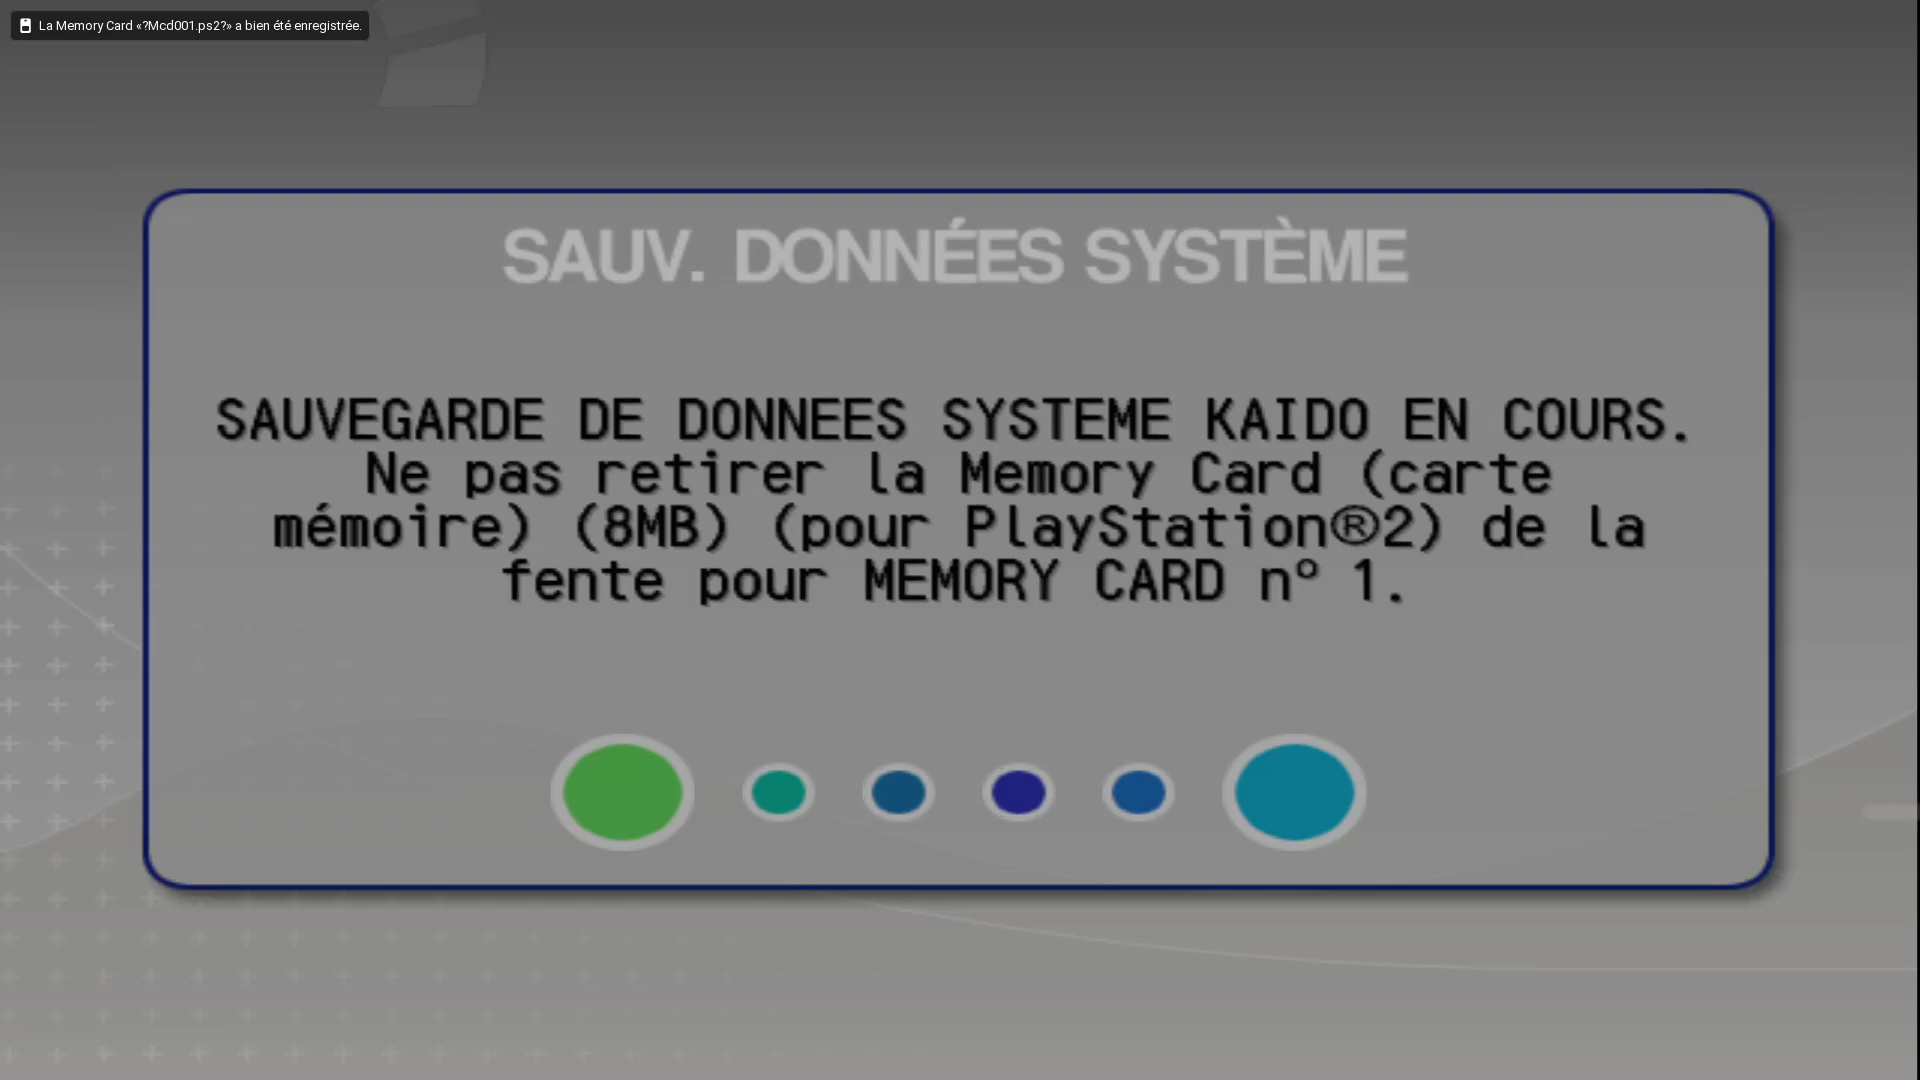 La Memory Card «?Mcd001.ps2?» a bien été enregistrée.
SAUV. DONNÉES SYSTÈME
SAUVEGARDE DE DONNEES SYSTEME KAIDO EN COURS.
Ne pas retirer la Memory Card (carte
mémoire) (8MB) (pour PlayStation®2) de la
fente pour MEMORY CARD nº 1.